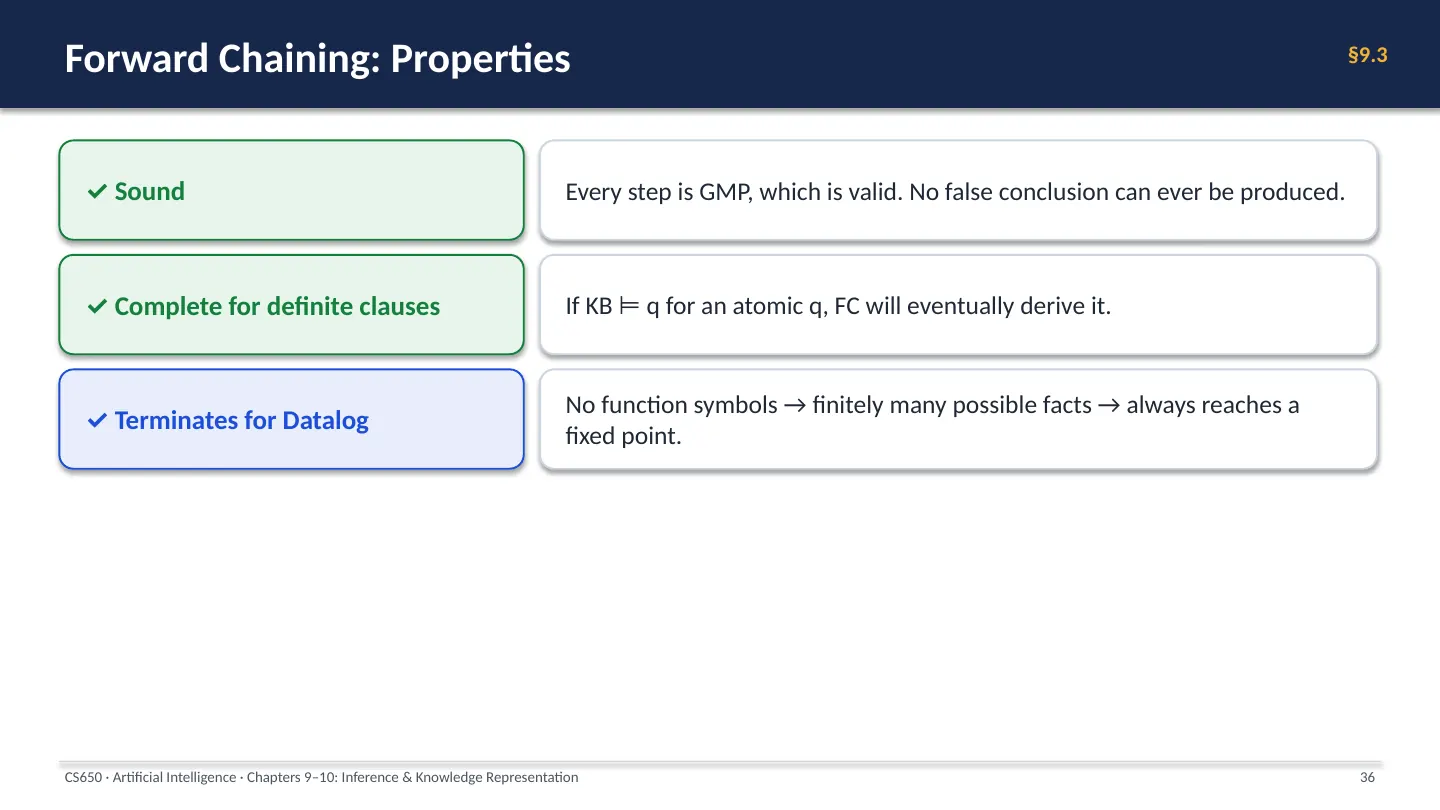 Forward Chaining: Properties
§9.3
✓ Sound
Every step is GMP, which is valid. No false conclusion can ever be produced.
✓ Complete for definite clauses
If KB ⊨ q for an atomic q, FC will eventually derive it.
✓ Terminates for Datalog
No function symbols → finitely many possible facts → always reaches a
fixed point.
CS650 · Artificial Intelligence · Chapters 9–10: Inference & Knowledge Representation
36